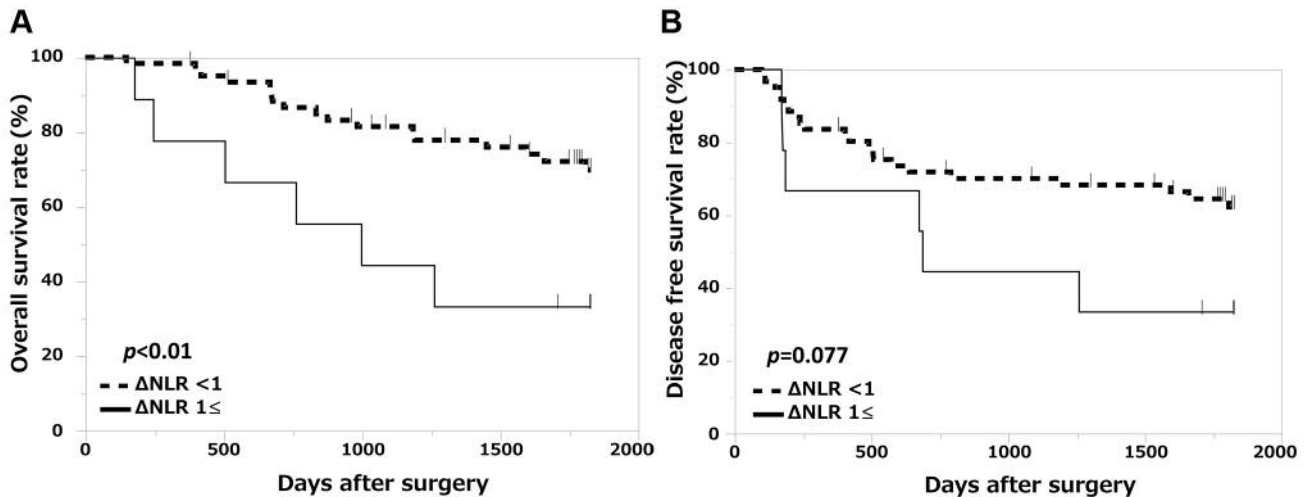 A
Overall survival rate (%)
100
80
60
40
20
0
p<0.01
ΔNLR <1
ΔNLR 1≤
0
500
1000
1500
2000
Days after surgery
B
Disease free survival rate (%)
100
80
60
40
20
0
p=0.077
ΔNLR <1
ΔNLR 1≤
0
500
1000
1500
2000
Days after surgery